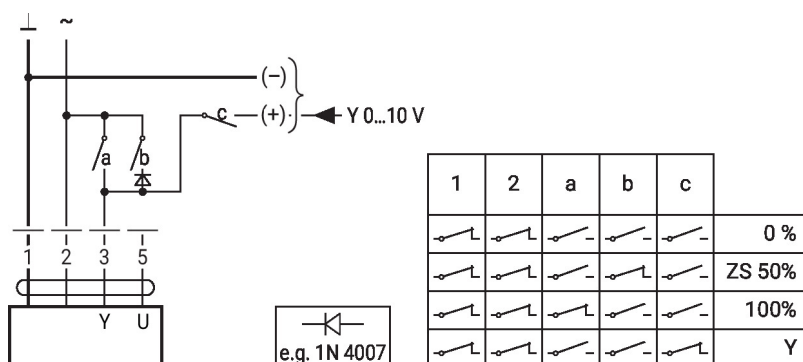 ⊥ ~
(−)
c (+) Y 0...10 V
a b
1 2 3 5
Y U
e.g. 1N 4007
1 2 a b c
0 %
ZS 50%
100%
Y